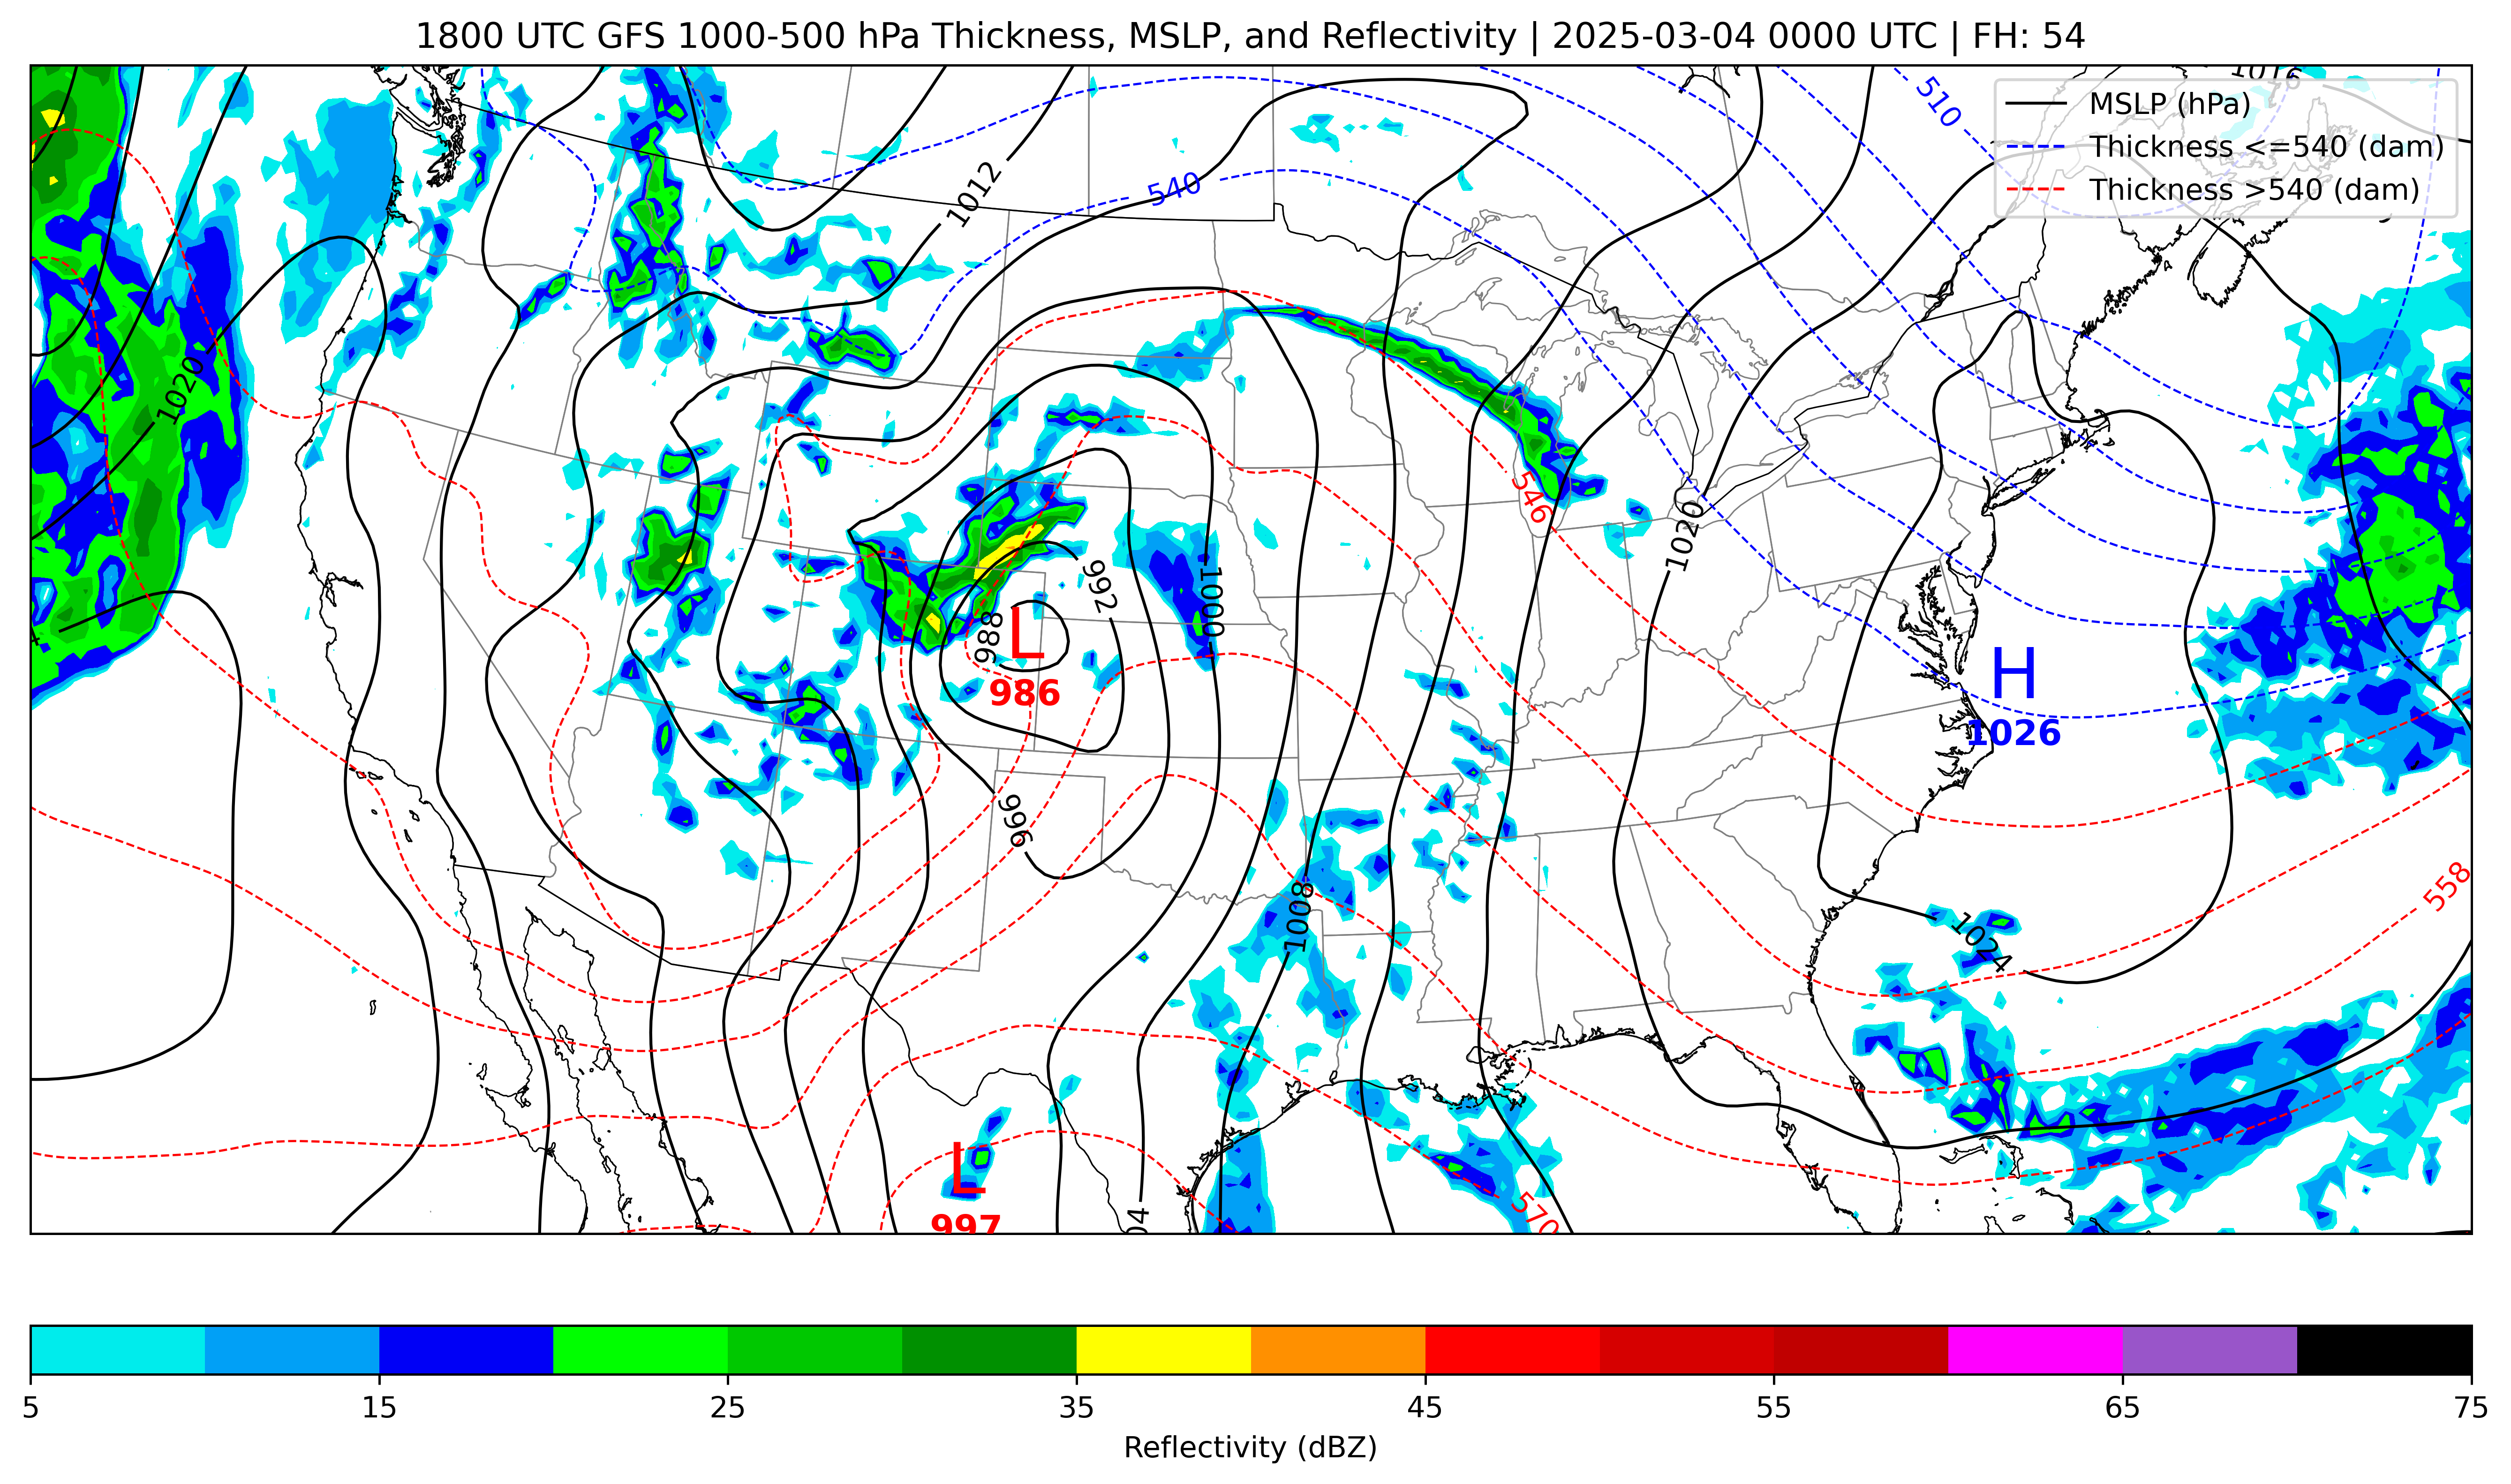 1800 UTC GFS 1000-500 hPa Thickness, MSLP, and Reflectivity | 2025-03-04 0000 UTC | FH: 54
MSLP (hPa)
Thickness <=540 (dam)
Thickness >540 (dam)
510
1012
540
1020
546
1020
992
1000
988
L
986
H
1026
996
1008
558
1024
L
997
04
570
5 15 25 35 45 55 65 75
Reflectivity (dBZ)